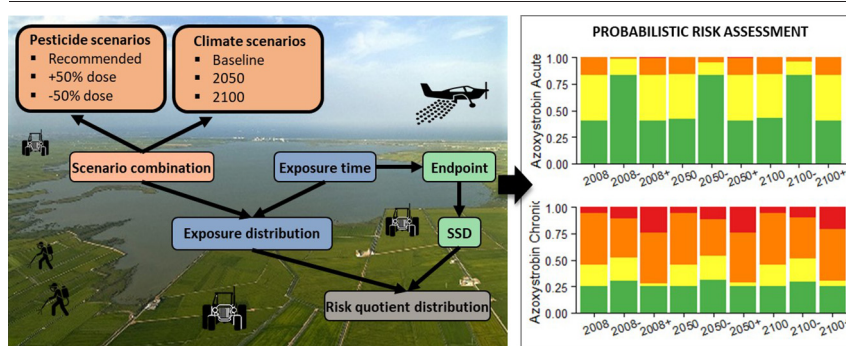 Pesticide scenarios
• Recommended
• +50% dose
• -50% dose
Climate scenarios
• Baseline
• 2050
• 2100
Scenario combination
Exposure time
Endpoint
Exposure distribution
SSD
Risk quotient distribution
PROBABILISTIC RISK ASSESSMENT
Azoxystrobin Acute
1.00
0.75
0.50
0.25
0.00
2008 2008- 2008+ 2050 2050- 2050+ 2100 2100- 2100+
Azoxystrobin Chronic
1.00
0.75
0.50
0.25
0.00
2008 2008- 2008+ 2050 2050- 2050+ 2100 2100-